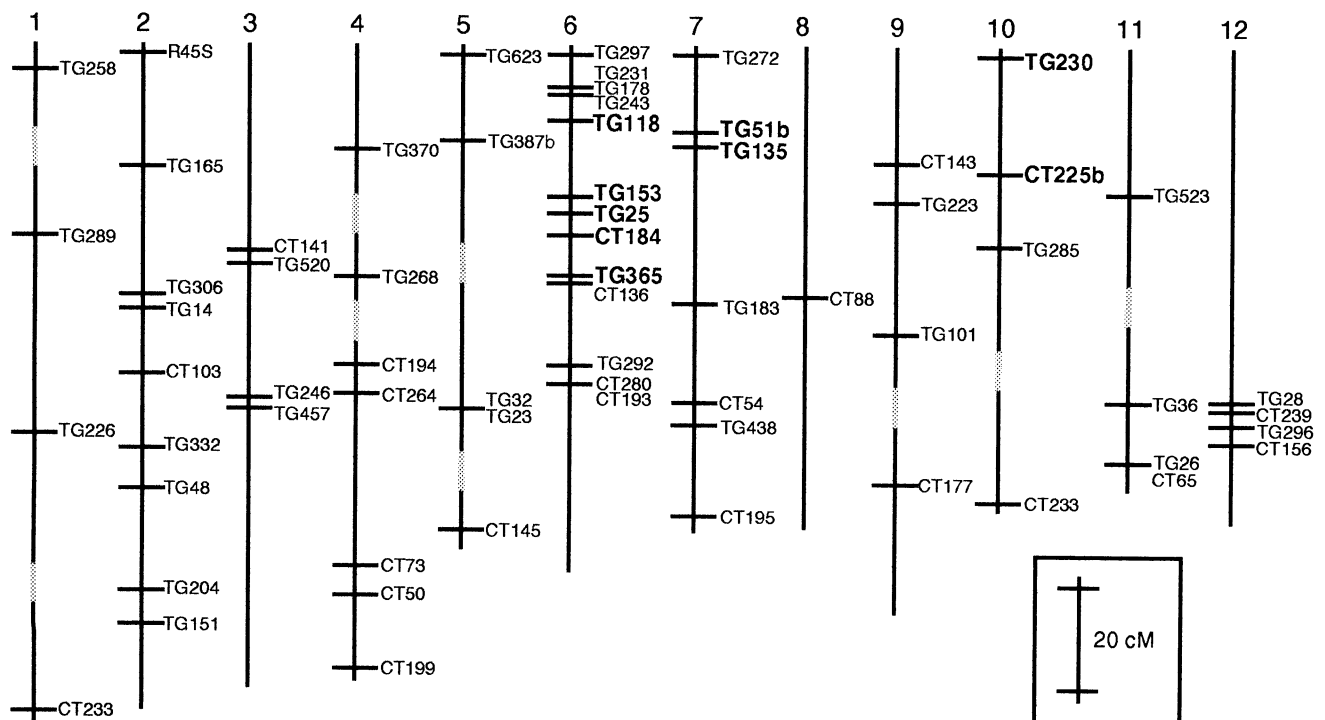 1 2 3 4 5 6 7 8 9 10 11 12
TG258
TG289
TG226
CT233
R45S
TG165
TG306
TG14
CT103
TG332
TG48
TG204
TG151
CT141
TG520
TG246
TG457
TG370
TG268
CT194
CT264
CT73
CT50
CT199
TG623
TG387b
TG32
TG23
CT145
TG297
TG231
TG178
TG243
TG118
TG153
TG25
CT184
TG365
CT136
TG292
CT280
CT193
TG272
TG51b
TG135
TG183
CT54
TG438
CT195
CT88
CT143
TG223
TG101
CT177
TG230
CT225b
TG285
CT233
TG523
TG36
TG26
CT65
TG28
CT239
TG296
CT156
20 cM